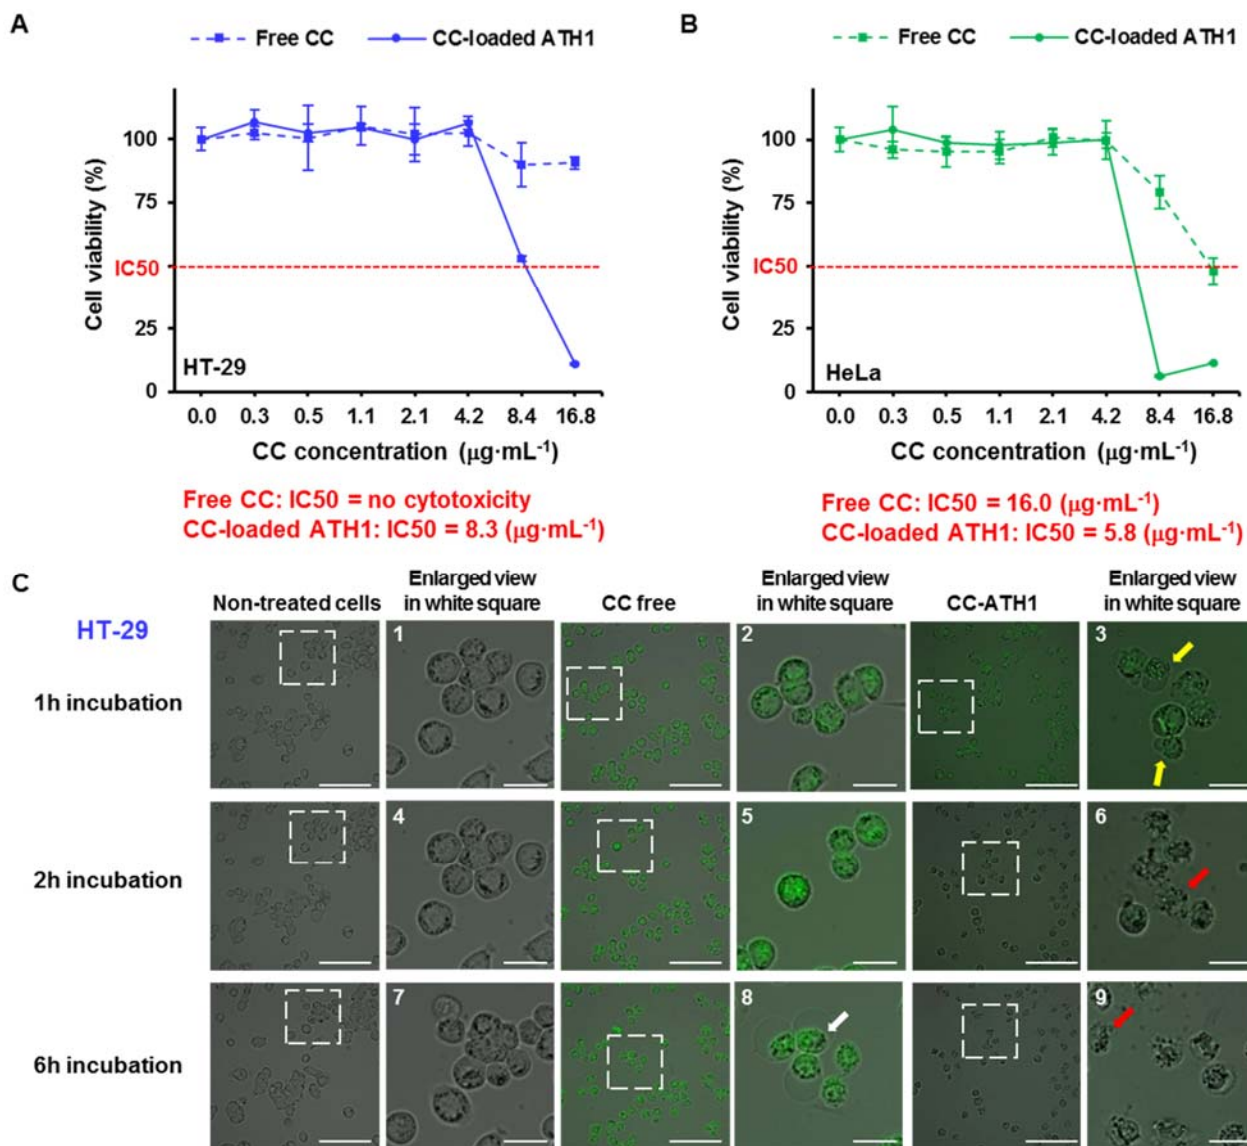 A
Free CC
CC-loaded ATH1
Cell viability (%)
100
75
IC50
25
0
HT-29
0.0 0.3 0.5 1.1 2.1 4.2 8.4 16.8
CC concentration (µg·mL⁻¹)
Free CC: IC50 = no cytotoxicity
CC-loaded ATH1: IC50 = 8.3 (µg·mL⁻¹)
B
Free CC
CC-loaded ATH1
Cell viability (%)
100
75
IC50
25
0
HeLa
0.0 0.3 0.5 1.1 2.1 4.2 8.4 16.8
CC concentration (µg·mL⁻¹)
Free CC: IC50 = 16.0 (µg·mL⁻¹)
CC-loaded ATH1: IC50 = 5.8 (µg·mL⁻¹)
C
HT-29
Non-treated cells
Enlarged view
in white square
CC free
Enlarged view
in white square
CC-ATH1
Enlarged view
in white square
1h incubation
1
2
3
2h incubation
4
5
6
6h incubation
7
8
9